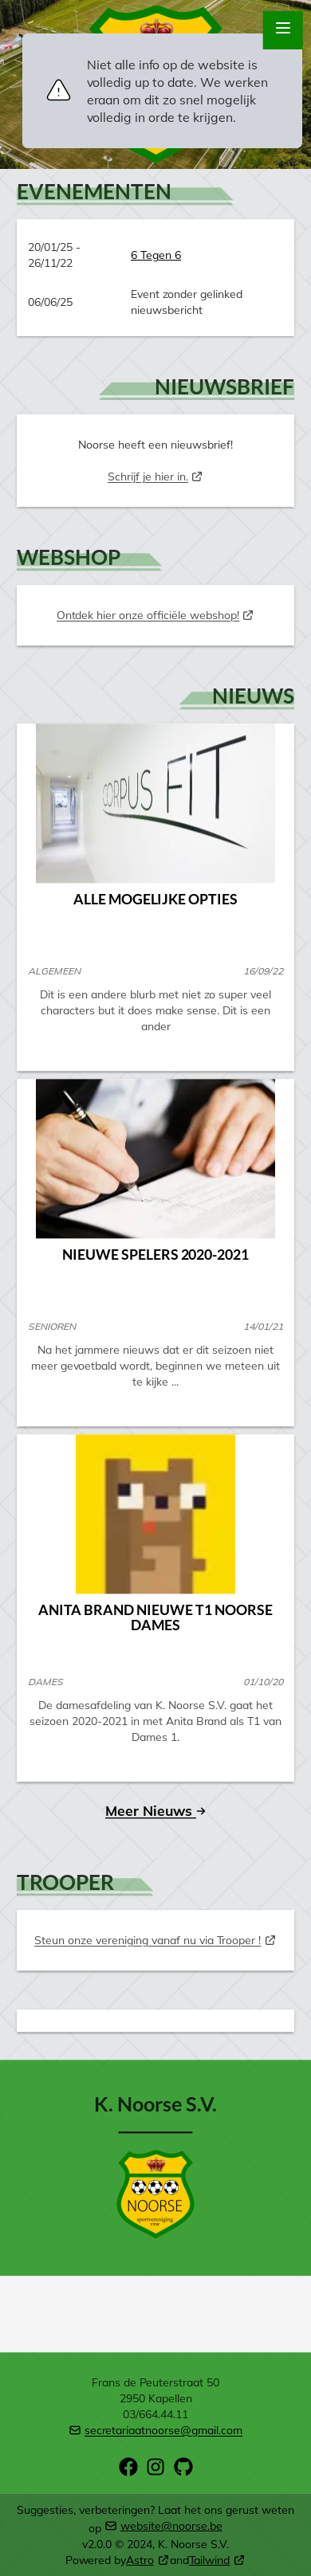 Niet alle info op de website is
volledig up to date. We werken
eraan om dit zo snel mogelijk
volledig in orde te krijgen.
EVENEMENTEN
20/01/25 -
26/11/22
6 Tegen 6
06/06/25
Event zonder gelinked
nieuwsbericht
NIEUWSBRIEF
Noorse heeft een nieuwsbrief!
Schrijf je hier in.
WEBSHOP
Ontdek hier onze officiële webshop!
NIEUWS
CORPUS FIT
ALLE MOGELIJKE OPTIES
ALGEMEEN 16/09/22
Dit is een andere blurb met niet zo super veel
characters but it does make sense. Dit is een
ander
NIEUWE SPELERS 2020-2021
SENIOREN 14/01/21
Na het jammere nieuws dat er dit seizoen niet
meer gevoetbald wordt, beginnen we meteen uit
te kijke ...
ANITA BRAND NIEUWE T1 NOORSE
DAMES
DAMES 01/10/20
De damesafdeling van K. Noorse S.V. gaat het
seizoen 2020-2021 in met Anita Brand als T1 van
Dames 1.
Meer Nieuws
TROOPER
Steun onze vereniging vanaf nu via Trooper !
K. Noorse S.V.
NOORSE
sportvereniging
vzw
Frans de Peuterstraat 50
2950 Kapellen
03/664.44.11
secretariaatnoorse@gmail.com
Suggesties, verbeteringen? Laat het ons gerust weten
op website@noorse.be
v2.0.0 © 2024, K. Noorse S.V.
Powered by Astro and Tailwind